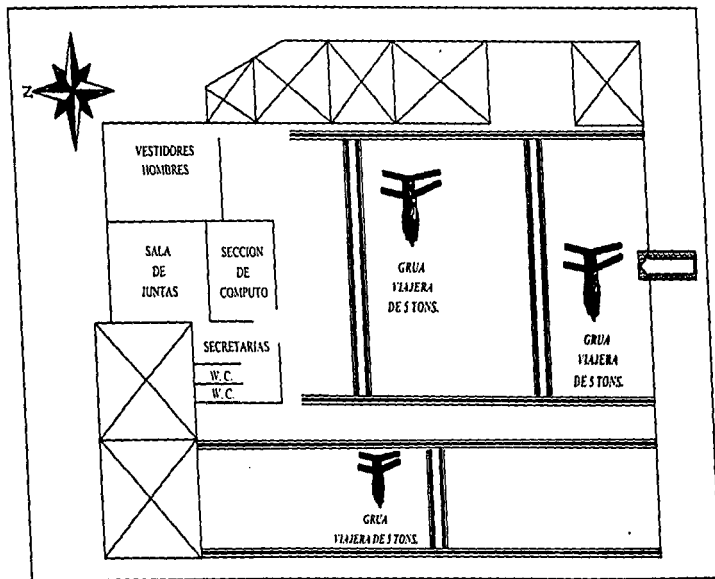 N
VESTIDORES
HOMBRES
SALA
DE
JUNTAS
SECCION
DE
COMPUTO
GRUA
VIAJERA
DE 5 TONS.
GRUA
VIAJERA
DE 5 TONS.
SECRETARIAS
W.C.
W.C.
GRUA
VIAJERA DE 5 TONS.